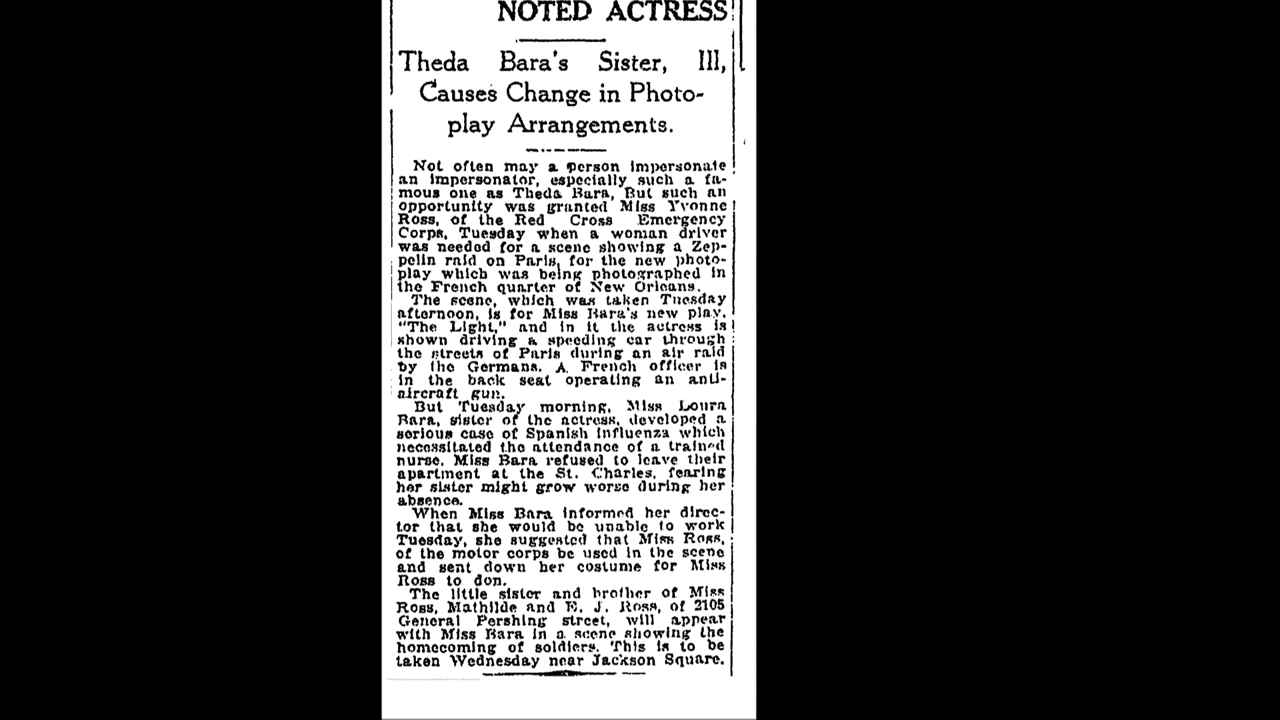 NOTED ACTRESS
Theda Bara's Sister, Ill,
Causes Change in Photo-
play Arrangements.
Not often may a person impersonate
an impersonator, especially such a fa-
mous one as Theda Bara, But such an
opportunity was granted Miss Yvonne
Ross, of the Red Cross Emergency
Corps, Tuesday when a woman driver
was needed for a scene showing a Zep-
pelin raid on Paris, for the new photo-
play which was being photographed in
the French quarter of New Orleans.
The scene, which was taken Tuesday
afternoon, is for Miss Bara's new play,
"The Light," and in it the actress is
shown driving a speeding car through
the streets of Paris during an air raid
by the Germans. A French officer is
in the back seat operating an anti-
aircraft gun.
But Tuesday morning, Miss Loura
Bara, sister of the actress, developed a
serious case of Spanish influenza which
necessitated the attendance of a trained
nurse. Miss Bara refused to leave their
apartment at the St. Charles, fearing
her sister might grow worse during her
absence.
When Miss Bara informed her direc-
tor that she would be unable to work
Tuesday, she suggested that Miss Ross,
of the motor corps be used in the scene
and sent down her costume for Miss
Ross to don.
The little sister and brother of Miss
Ross, Mathilde and E. J. Ross, of 2105
General Pershing street, will appear
with Miss Bara in a scene showing the
homecoming of soldiers. This is to be
taken Wednesday near Jackson Square.